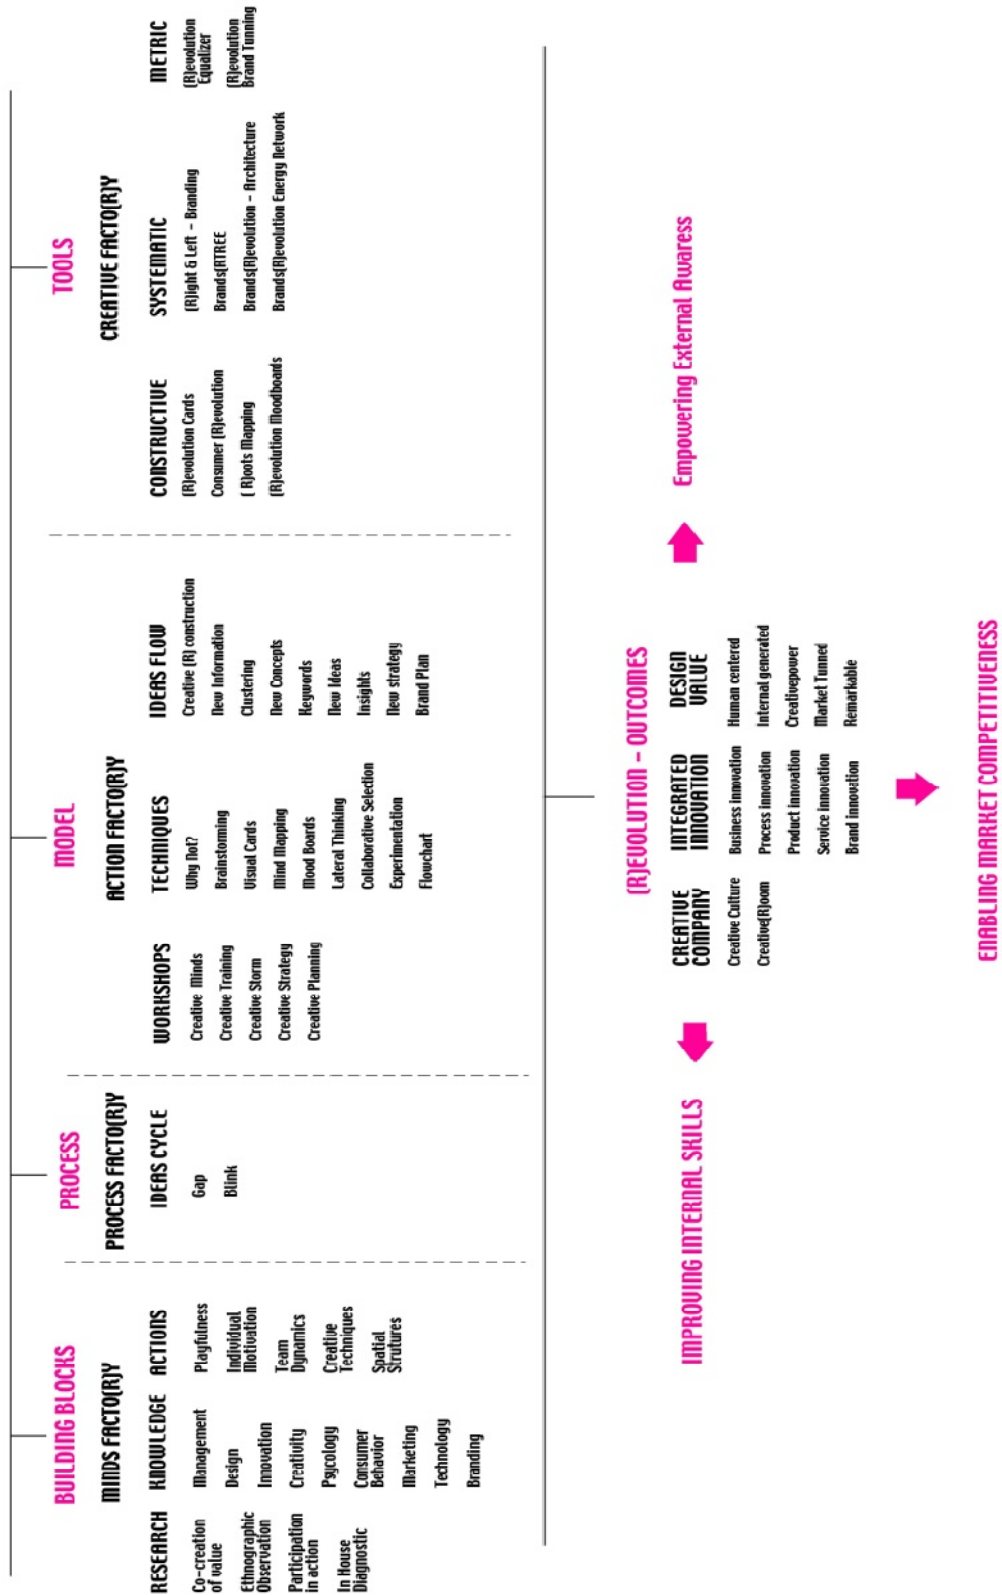 BUILDING BLOCKS
MINDS FACTO(R)Y
RESEARCH
Co-creation
of value
Ethnographic
Observation
Participation
in action
In House
Diagnostic
KNOWLEDGE
Management
Design
Innovation
Creativity
Psycology
Consumer
Behavior
Marketing
Technology
Branding
ACTIONS
Playfulness
Individual
Motivation
Team
Dynamics
Creative
Techniques
Spatial
Strutures
PROCESS
PROCESS FACTO(R)Y
IDEAS CYCLE
Gap
Blink
MODEL
ACTION FACTO(R)Y
WORKSHOPS
Creative Minds
Creative Training
Creative Storm
Creative Strategy
Creative Planning
TECHNIQUES
Why Not?
Brainstorming
Visual Cards
Mind Mapping
Mood Boards
Lateral Thinking
Collaborative Selection
Experimentation
Flowchart
IDEAS FLOW
Creative (R) construction
New Information
Clustering
New Concepts
Keywords
New Ideas
Insights
New strategy
Brand Plan
TOOLS
CREATIVE FACTO(R)Y
CONSTRUCTIVE
(R)evolution Cards
Consumer (R)evolution
( R)oots Mapping
(R)evolution Moodboards
SYSTEMATIC
(R)ight & Left - Branding
Brands(RTREE
Brands(R)evolution - Architecture
Brands(R)evolution Energy Network
METRIC
(R)evolution
Equalizer
(R)evolution
Brand Tunning
(R)EVOLUTION - OUTCOMES
CREATIVE
COMPANY
Creative Culture
Creative(R)oom
INTEGRATED
INNOVATION
Business innovation
Process innovation
Product innovation
Service innovation
Brand innovation
DESIGN
VALUE
Human centered
Internal generated
Creativepower
Market Tunned
Remarkable
IMPROVING INTERNAL SKILLS
Empowering External Awaress
ENABLING MARKET COMPETITIVENESS